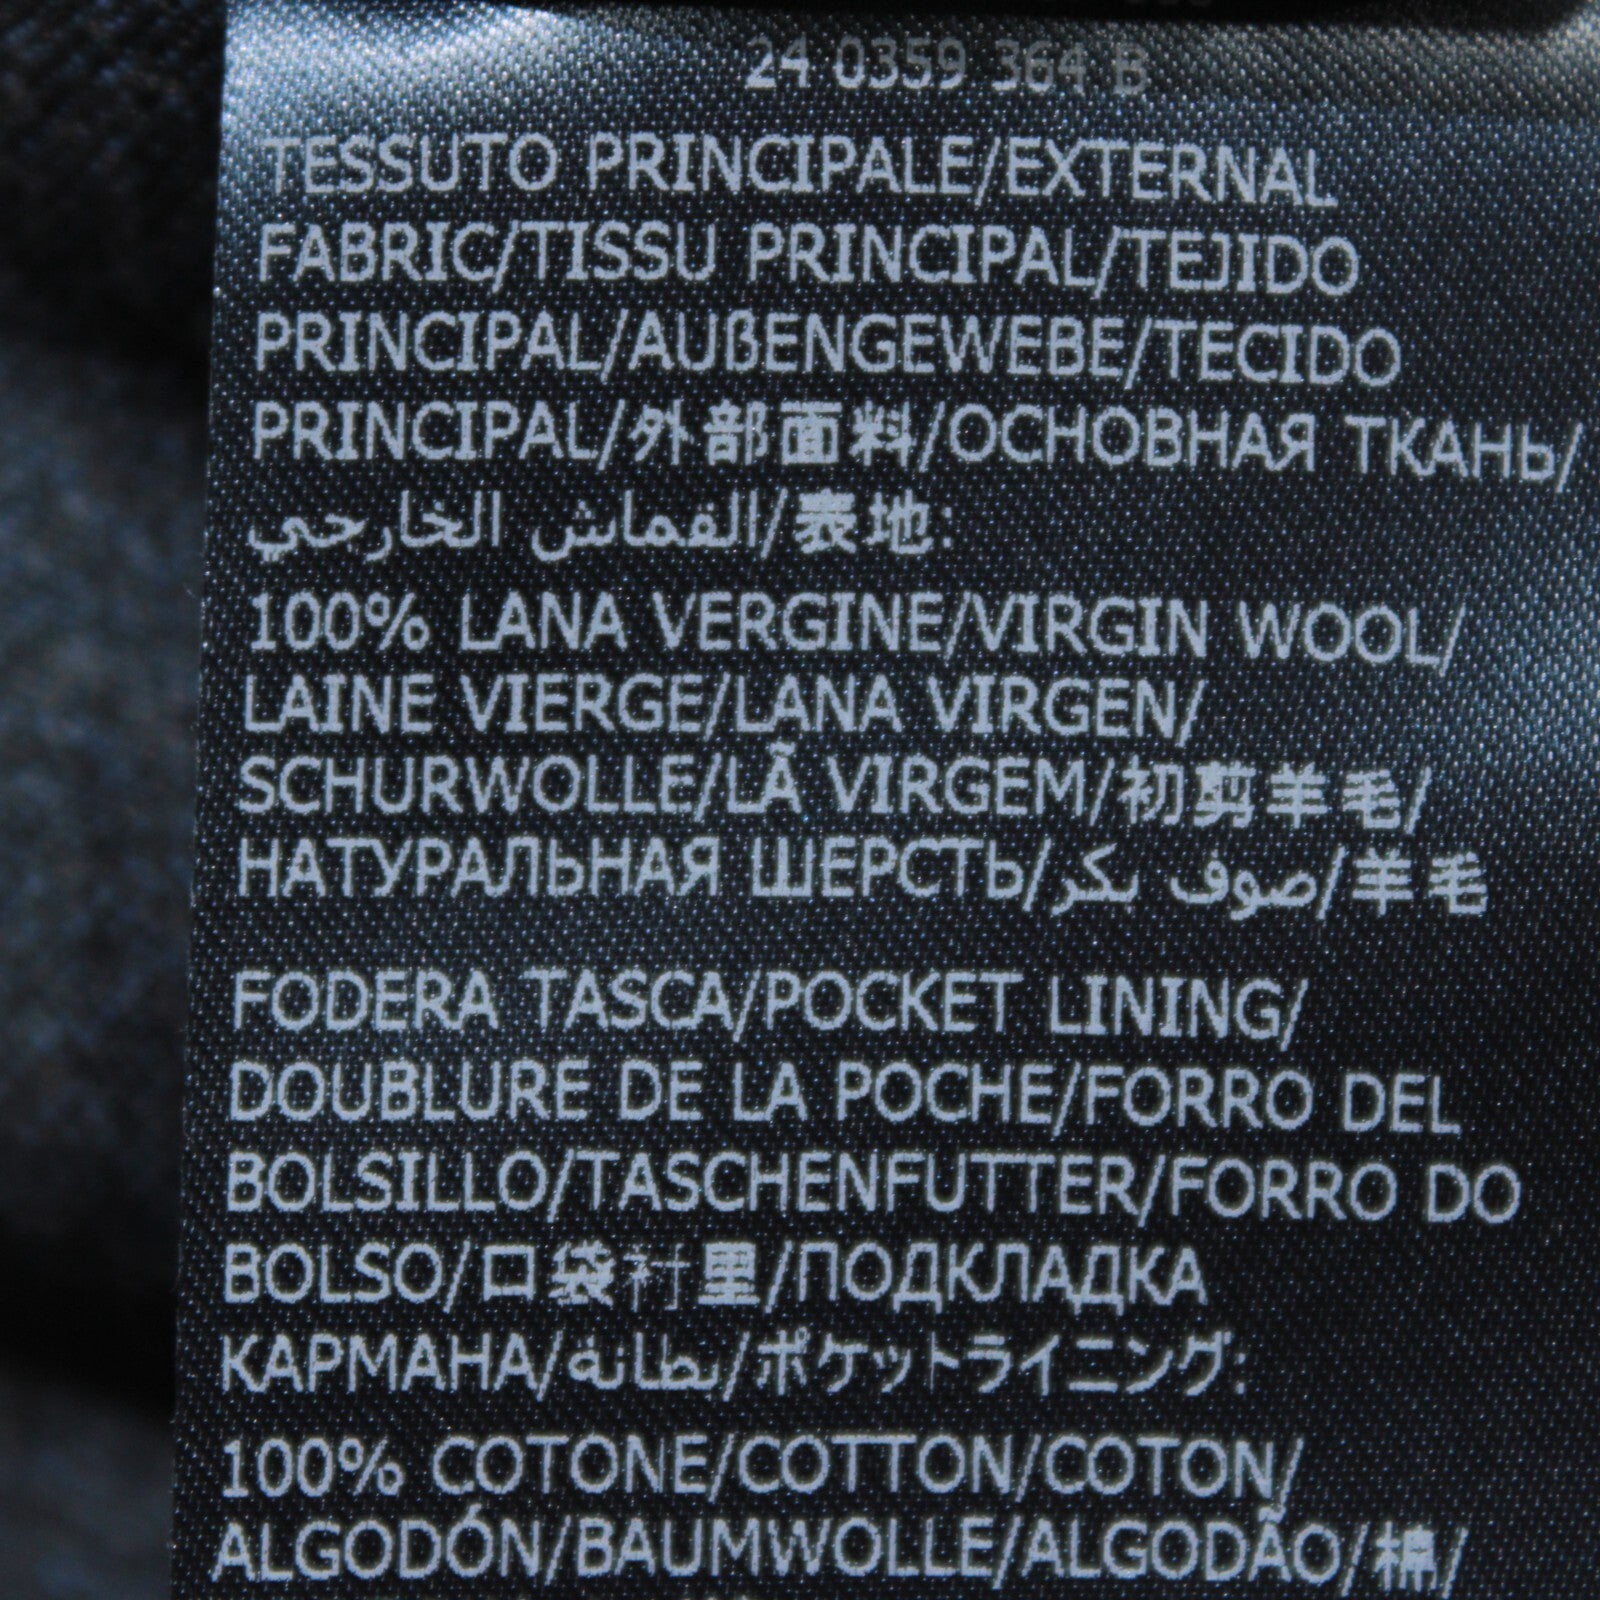 24 0359 364 B
TESSUTO PRINCIPALE/EXTERNAL
FABRIC/TISSU PRINCIPAL/TEJIDO
PRINCIPAL/AUßENGEWEBE/TECIDO
PRINCIPAL/外部面料/ОСНОВНАЯ ТКАНЬ/
القماش الخارجي/表地:
100% LANA VERGINE/VIRGIN WOOL/
LAINE VIERGE/LANA VIRGEN/
SCHURWOLLE/LÃ VIRGEM/初剪羊毛/
НАТУРАЛЬНАЯ ШЕРСТЬ/صوف بكر/羊毛
FODERA TASCA/POCKET LINING/
DOUBLURE DE LA POCHE/FORRO DEL
BOLSILLO/TASCHENFUTTER/FORRO DO
BOLSO/口袋衬里/ПОДКЛАДКА
КАРМАНА/بطانة/ポケットライニング:
100% COTONE/COTTON/COTON/
ALGODÓN/BAUMWOLLE/ALGODÃO/棉/